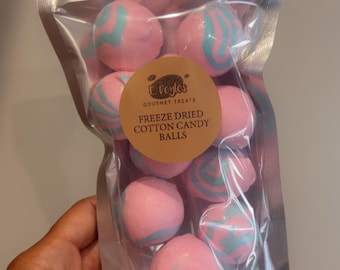 GOURMET TREATS
FREEZE DRIED
COTTON CANDY
BALLS